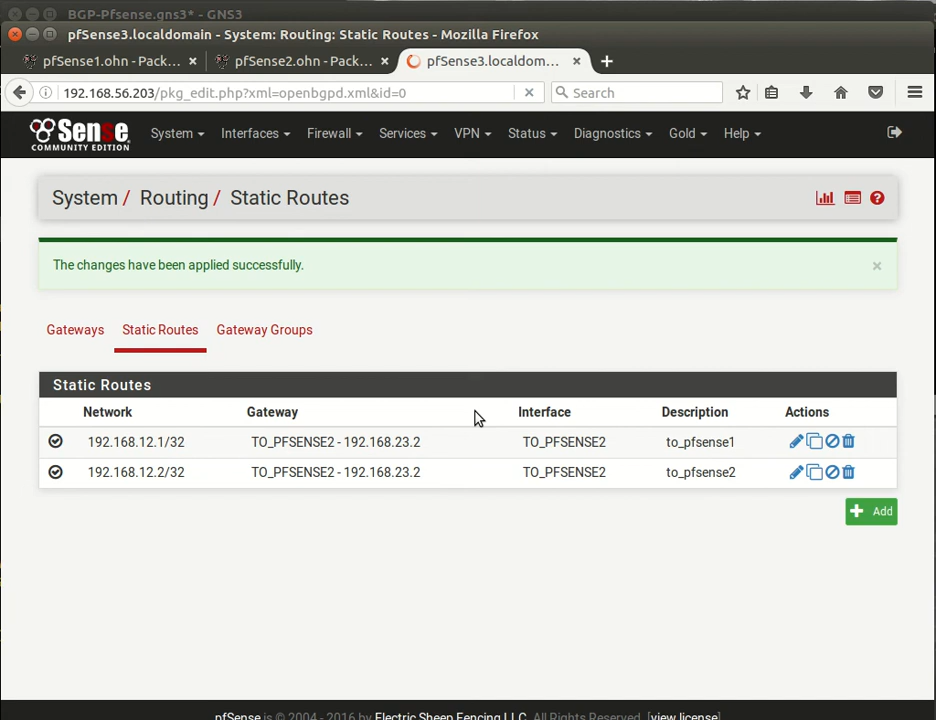 BGP-Pfsense.gns3* - GNS3
pfSense3.localdomain - System: Routing: Static Routes - Mozilla Firefox
pfSense1.ohn - Pack... × pfSense2.ohn - Pack... × pfSense3.localdom... × +
192.168.56.203/pkg_edit.php?xml=openbgpd.xml&id=0 Search
Sense System Interfaces Firewall Services VPN Status Diagnostics Gold Help
COMMUNITY EDITION
System / Routing / Static Routes
The changes have been applied successfully. ×
Gateways Static Routes Gateway Groups
Static Routes
Network Gateway Interface Description Actions
192.168.12.1/32 TO_PFSENSE2 - 192.168.23.2 TO_PFSENSE2 to_pfsense1
192.168.12.2/32 TO_PFSENSE2 - 192.168.23.2 TO_PFSENSE2 to_pfsense2
+ Add
pfSense is © 2004 - 2016 by Electric Sheep Fencing LLC. All Rights Reserved. [view license]